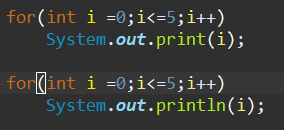 for(int i =0;i<=5;i++)
    System.out.print(i);
for(int i =0;i<=5;i++)
    System.out.println(i);